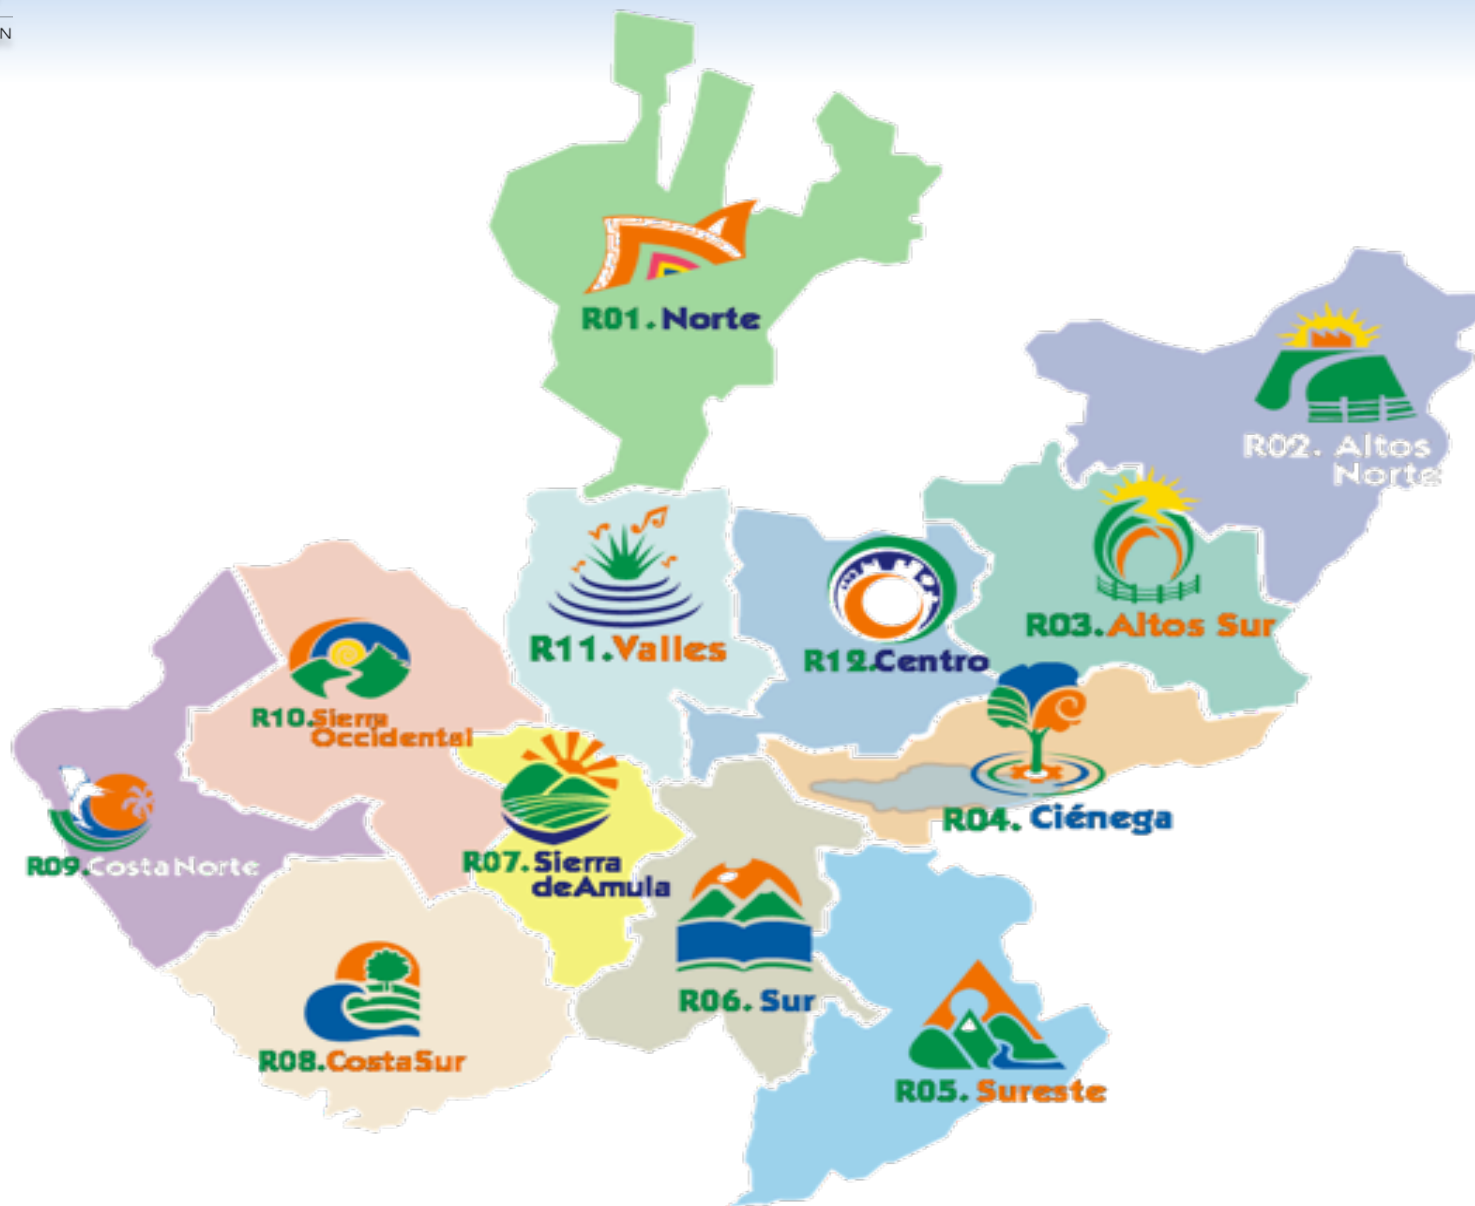 N
R01. Norte
R02. Altos
Norte
R03. Altos Sur
R11. Valles
R12. Centro
R10. Sierra
Occidental
R04. Ciénega
R09. Costa Norte
R07. Sierra
de Amula
R06. Sur
R08. Costa Sur
R05. Sureste